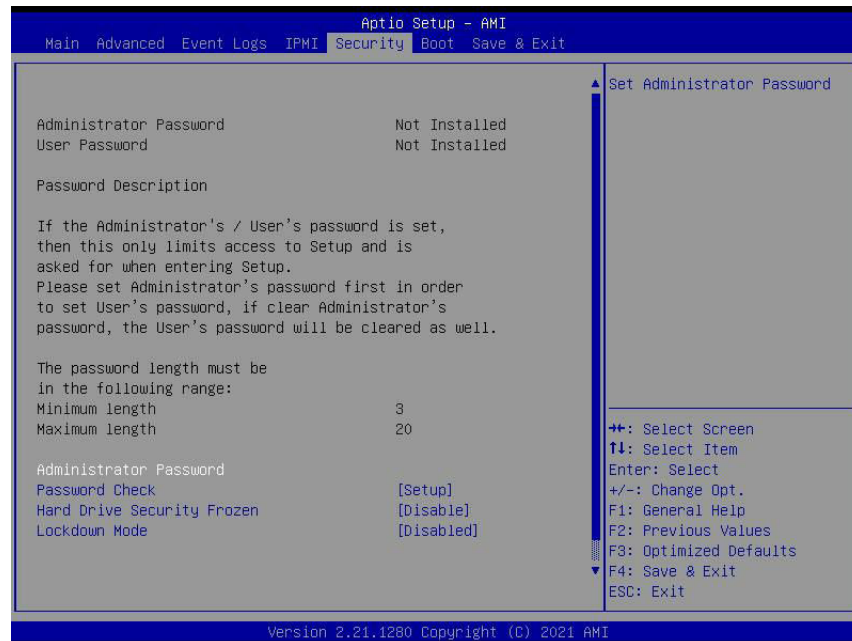 Aptio Setup – AMI
Main Advanced Event Logs IPMI Security Boot Save & Exit
Administrator Password Not Installed
User Password Not Installed
Password Description
If the Administrator's / User's password is set,
then this only limits access to Setup and is
asked for when entering Setup.
Please set Administrator's password first in order
to set User's password, if clear Administrator's
password, the User's password will be cleared as well.
The password length must be
in the following range:
Minimum length 3
Maximum length 20
Administrator Password
Password Check [Setup]
Hard Drive Security Frozen [Disable]
Lockdown Mode [Disabled]
Set Administrator Password
→←: Select Screen
↑↓: Select Item
Enter: Select
+/-: Change Opt.
F1: General Help
F2: Previous Values
F3: Optimized Defaults
F4: Save & Exit
ESC: Exit
Version 2.21.1280 Copyright (C) 2021 AMI